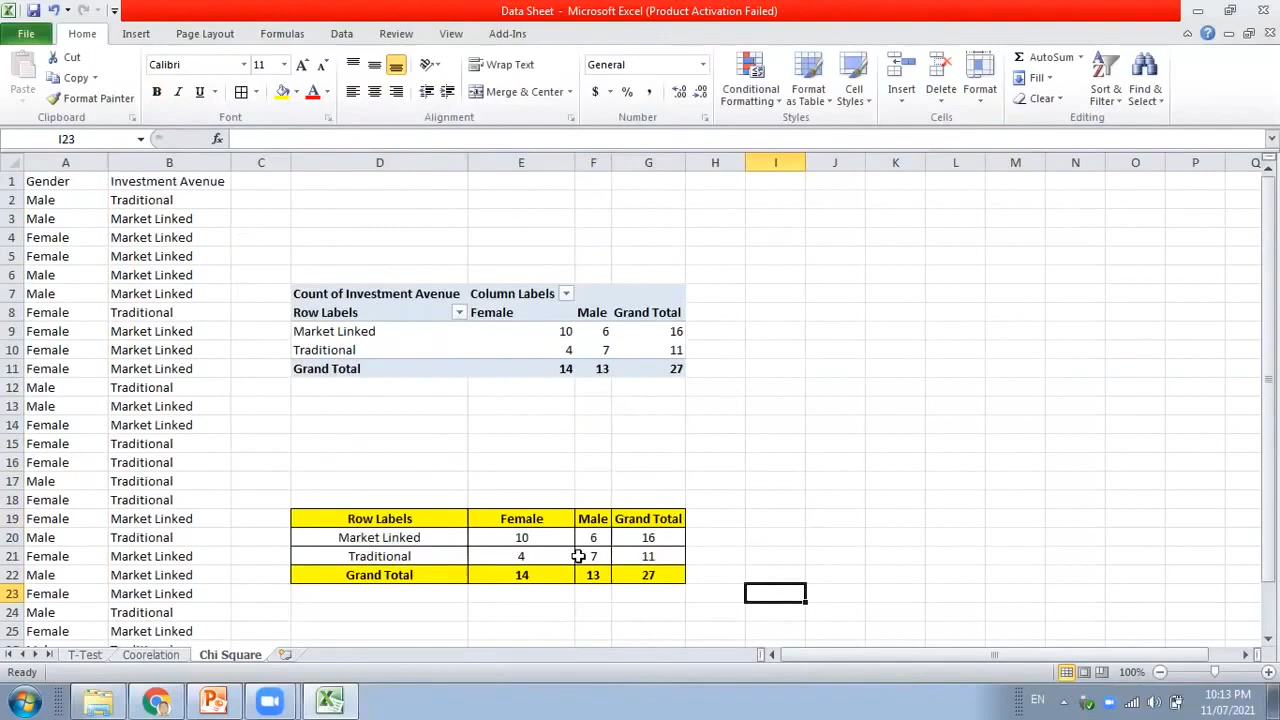 Data Sheet - Microsoft Excel (Product Activation Failed)
File Home Insert Page Layout Formulas Data Review View Add-Ins
Cut
Copy
Format Painter
Paste
Clipboard
Calibri 11
B I U
Font
Wrap Text
Merge & Center
Alignment
General
$ % ,
Number
Conditional Formatting
Format as Table
Cell Styles
Styles
Insert Delete Format
Cells
AutoSum
Fill
Clear
Sort & Filter
Find & Select
Editing
I23 fx
A B C D E F G H I J K L M N O P Q
1 Gender Investment Avenue
2 Male Traditional
3 Male Market Linked
4 Female Market Linked
5 Female Market Linked
6 Male Market Linked
7 Male Market Linked Count of Investment Avenue Column Labels
8 Female Traditional Row Labels Female Male Grand Total
9 Female Market Linked Market Linked 10 6 16
10 Female Market Linked Traditional 4 7 11
11 Female Market Linked Grand Total 14 13 27
12 Male Traditional
13 Male Market Linked
14 Female Market Linked
15 Female Traditional
16 Female Traditional
17 Male Traditional
18 Female Traditional
19 Female Market Linked Row Labels Female Male Grand Total
20 Male Market Linked Market Linked 10 6 16
21 Female Market Linked Traditional 4 7 11
22 Male Market Linked Grand Total 14 13 27
23 Female Market Linked
24 Male Traditional
25 Female Market Linked
T-Test Coorelation Chi Square
Ready 100%
EN 10:13 PM
11/07/2021